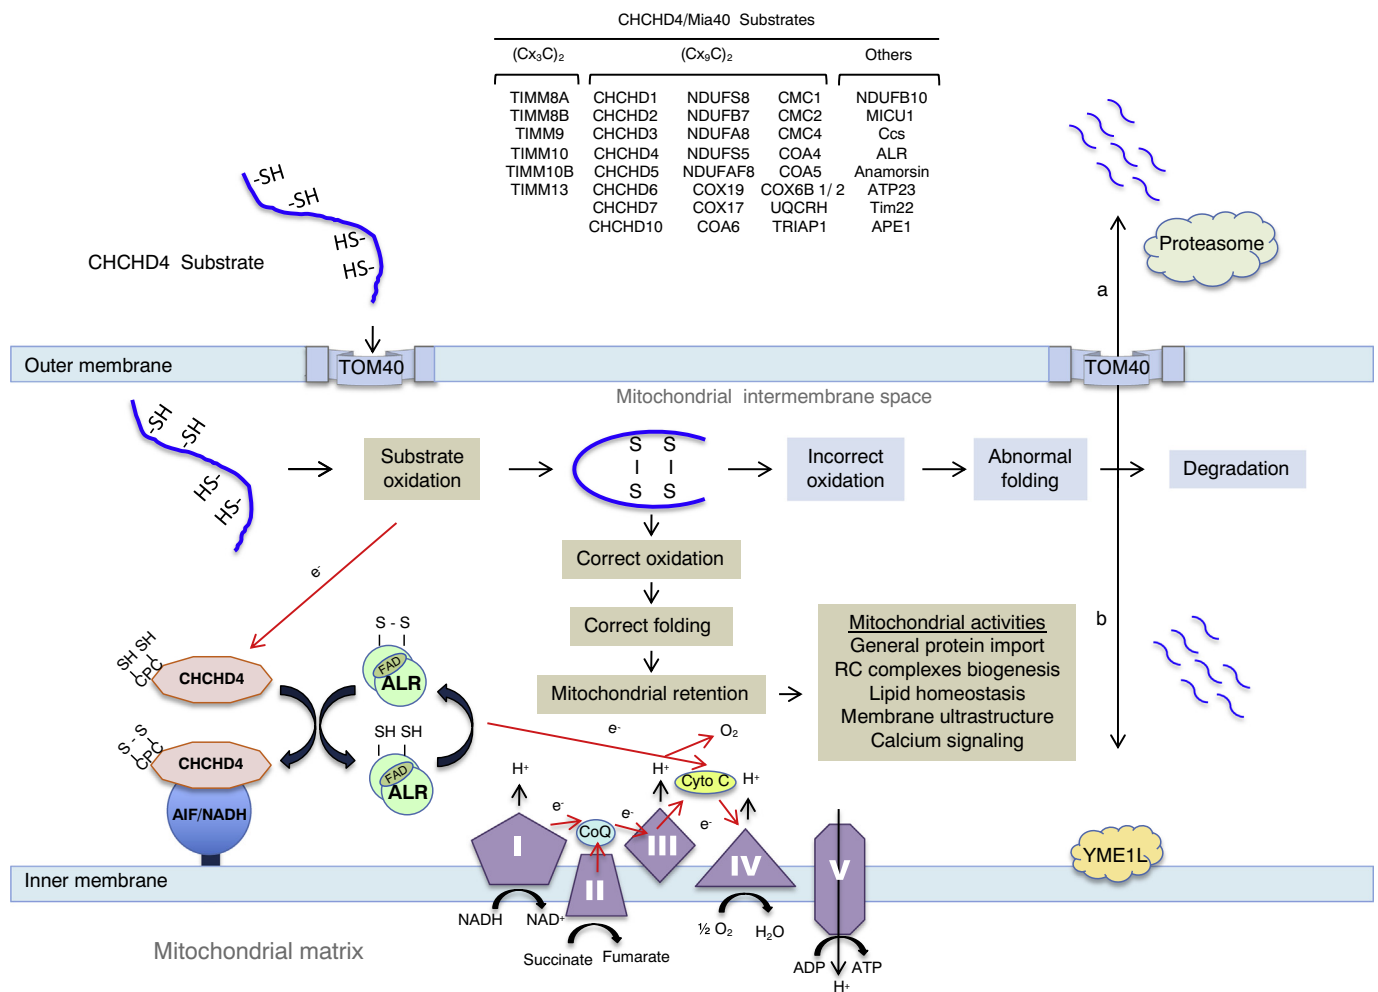 CHCHD4/Mia40 Substrates
(Cx₃C)₂ (Cx₉C)₂ Others
TIMM8A CHCHD1 NDUFS8 CMC1 NDUFB10
TIMM8B CHCHD2 NDUFB7 CMC2 MICU1
TIMM9 CHCHD3 NDUFA8 CMC4 Ccs
TIMM10 CHCHD4 NDUFS5 COA4 ALR
TIMM10B CHCHD5 NDUFAF8 COA5 Anamorsin
TIMM13 CHCHD6 COX19 COX6B 1/ 2 ATP23
CHCHD7 COX17 UQCRH Tim22
CHCHD10 COA6 TRIAP1 APE1
-SH
-SH
HS-
HS-
CHCHD4 Substrate
Proteasome
a
Outer membrane
TOM40
TOM40
Mitochondrial intermembrane space
-SH
-SH
HS-
HS-
Substrate
oxidation
S S
I I
S S
Incorrect
oxidation
Abnormal
folding
Degradation
Correct oxidation
Correct folding
Mitochondrial retention
Mitochondrial activities
General protein import
RC complexes biogenesis
Lipid homeostasis
Membrane ultrastructure
Calcium signaling
b
e⁻
SH SH
CPC
CHCHD4
S - S
FAD
ALR
S - S
CPC
CHCHD4
AIF/NADH
SH SH
FAD
ALR
e⁻
O₂
H⁺
H⁺
Cyto C
H⁺
e⁻
CoQ
e⁻
e⁻
I
II
III
IV
V
YME1L
Inner membrane
NADH NAD⁺
Succinate Fumarate
½ O₂ H₂O
ADP ATP
H⁺
Mitochondrial matrix